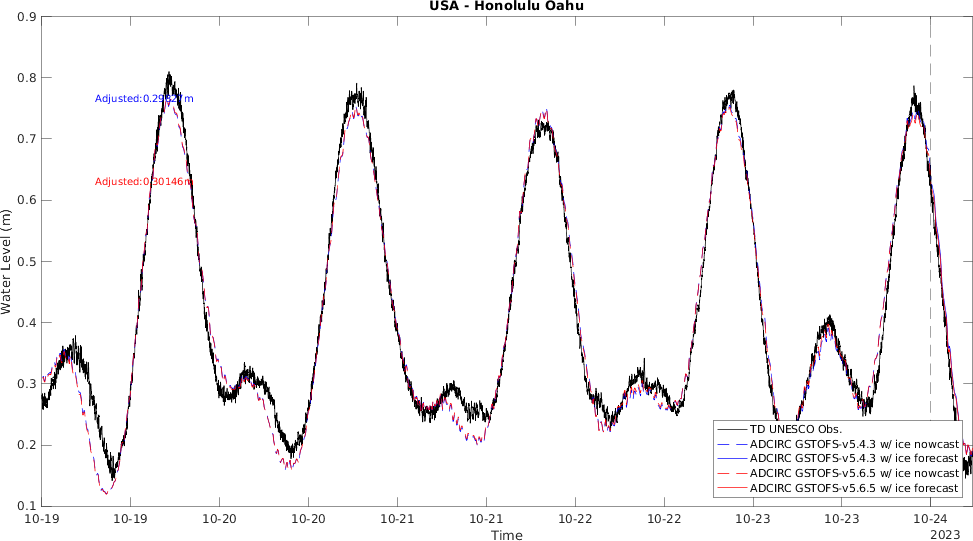 USA - Honolulu Oahu
0.9
0.8
0.7
0.6
0.5
0.4
0.3
0.2
0.1
Water Level (m)
Adjusted:0.30146m
TD UNESCO Obs.
ADCIRC GSTOFS-v5.4.3 w/ ice nowcast
ADCIRC GSTOFS-v5.4.3 w/ ice forecast
ADCIRC GSTOFS-v5.6.5 w/ ice nowcast
ADCIRC GSTOFS-v5.6.5 w/ ice forecast
10-19 10-19 10-20 10-20 10-21 10-21 10-22 10-22 10-23 10-23 10-24
Time 2023